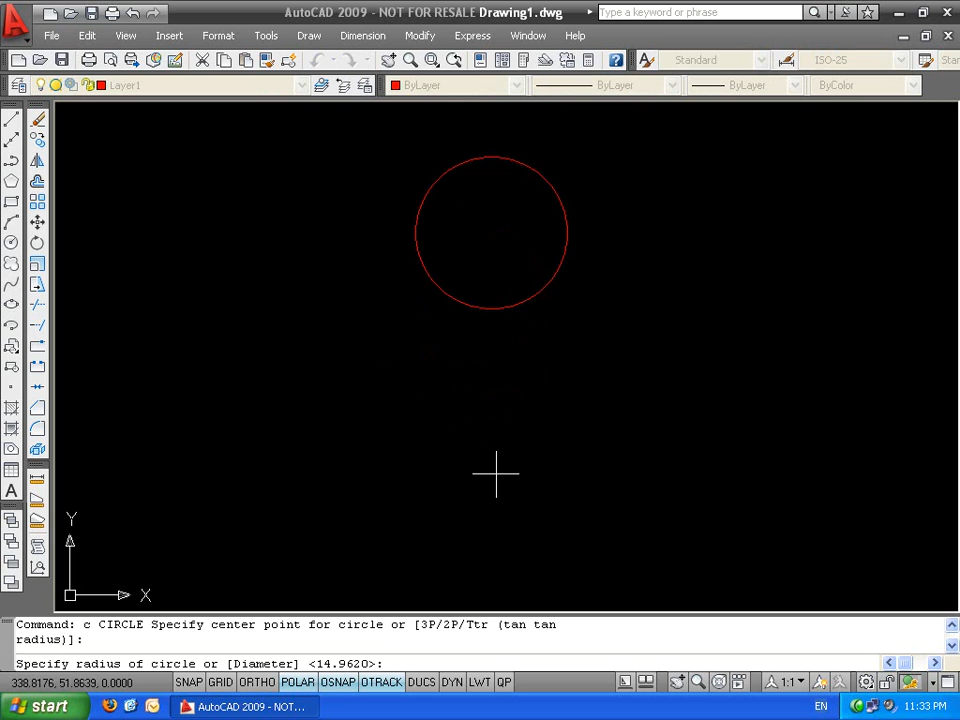 AutoCAD 2009 - NOT FOR RESALE Drawing1.dwg
Type a keyword or phrase
File Edit View Insert Format Tools Draw Dimension Modify Express Window Help
Standard ISO-25 Stan
Layer1 ByLayer ByLayer ByLayer ByColor
A
Y
X
Command: c CIRCLE Specify center point for circle or [3P/2P/Ttr (tan tan
radius)]:
Specify radius of circle or [Diameter] <14.9620>:
338.8176, 51.8639, 0.0000 SNAP GRID ORTHO POLAR OSNAP OTRACK DUCS DYN LWT QP 1:1
start AutoCAD 2009 - NOT... EN 11:33 PM